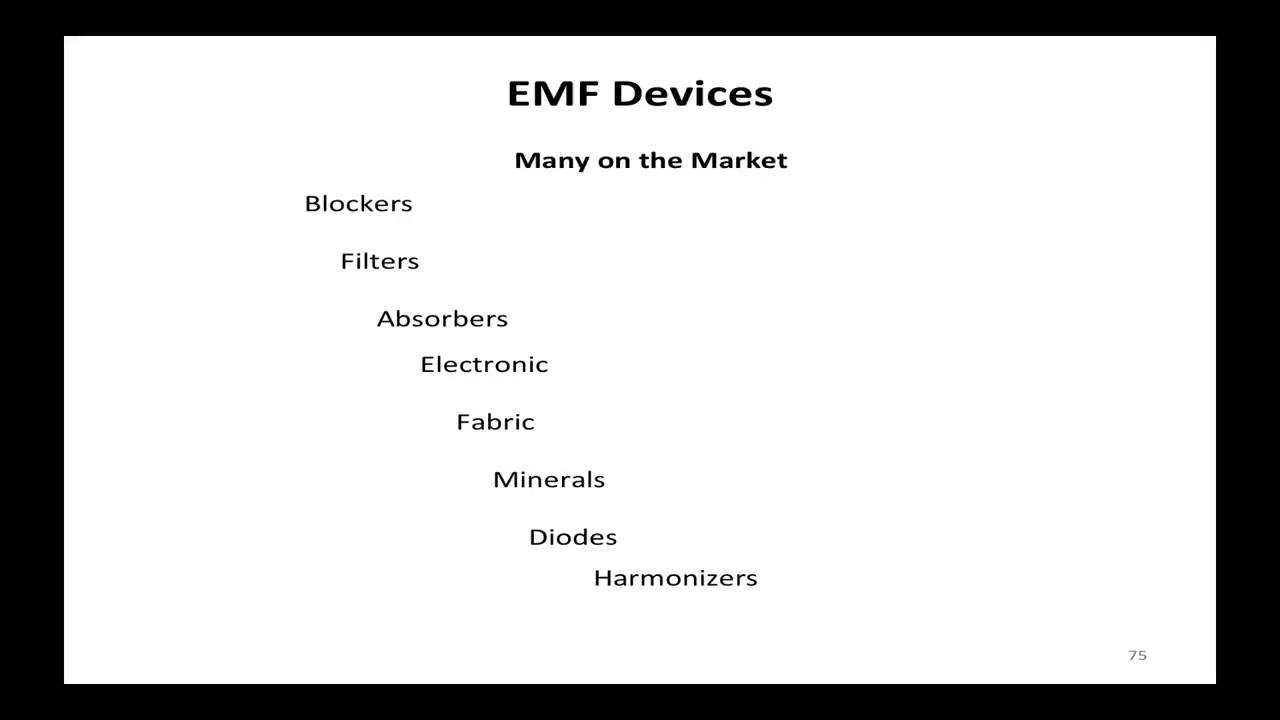 EMF Devices
Many on the Market
Blockers
Filters
Absorbers
Electronic
Fabric
Minerals
Diodes
Harmonizers
75